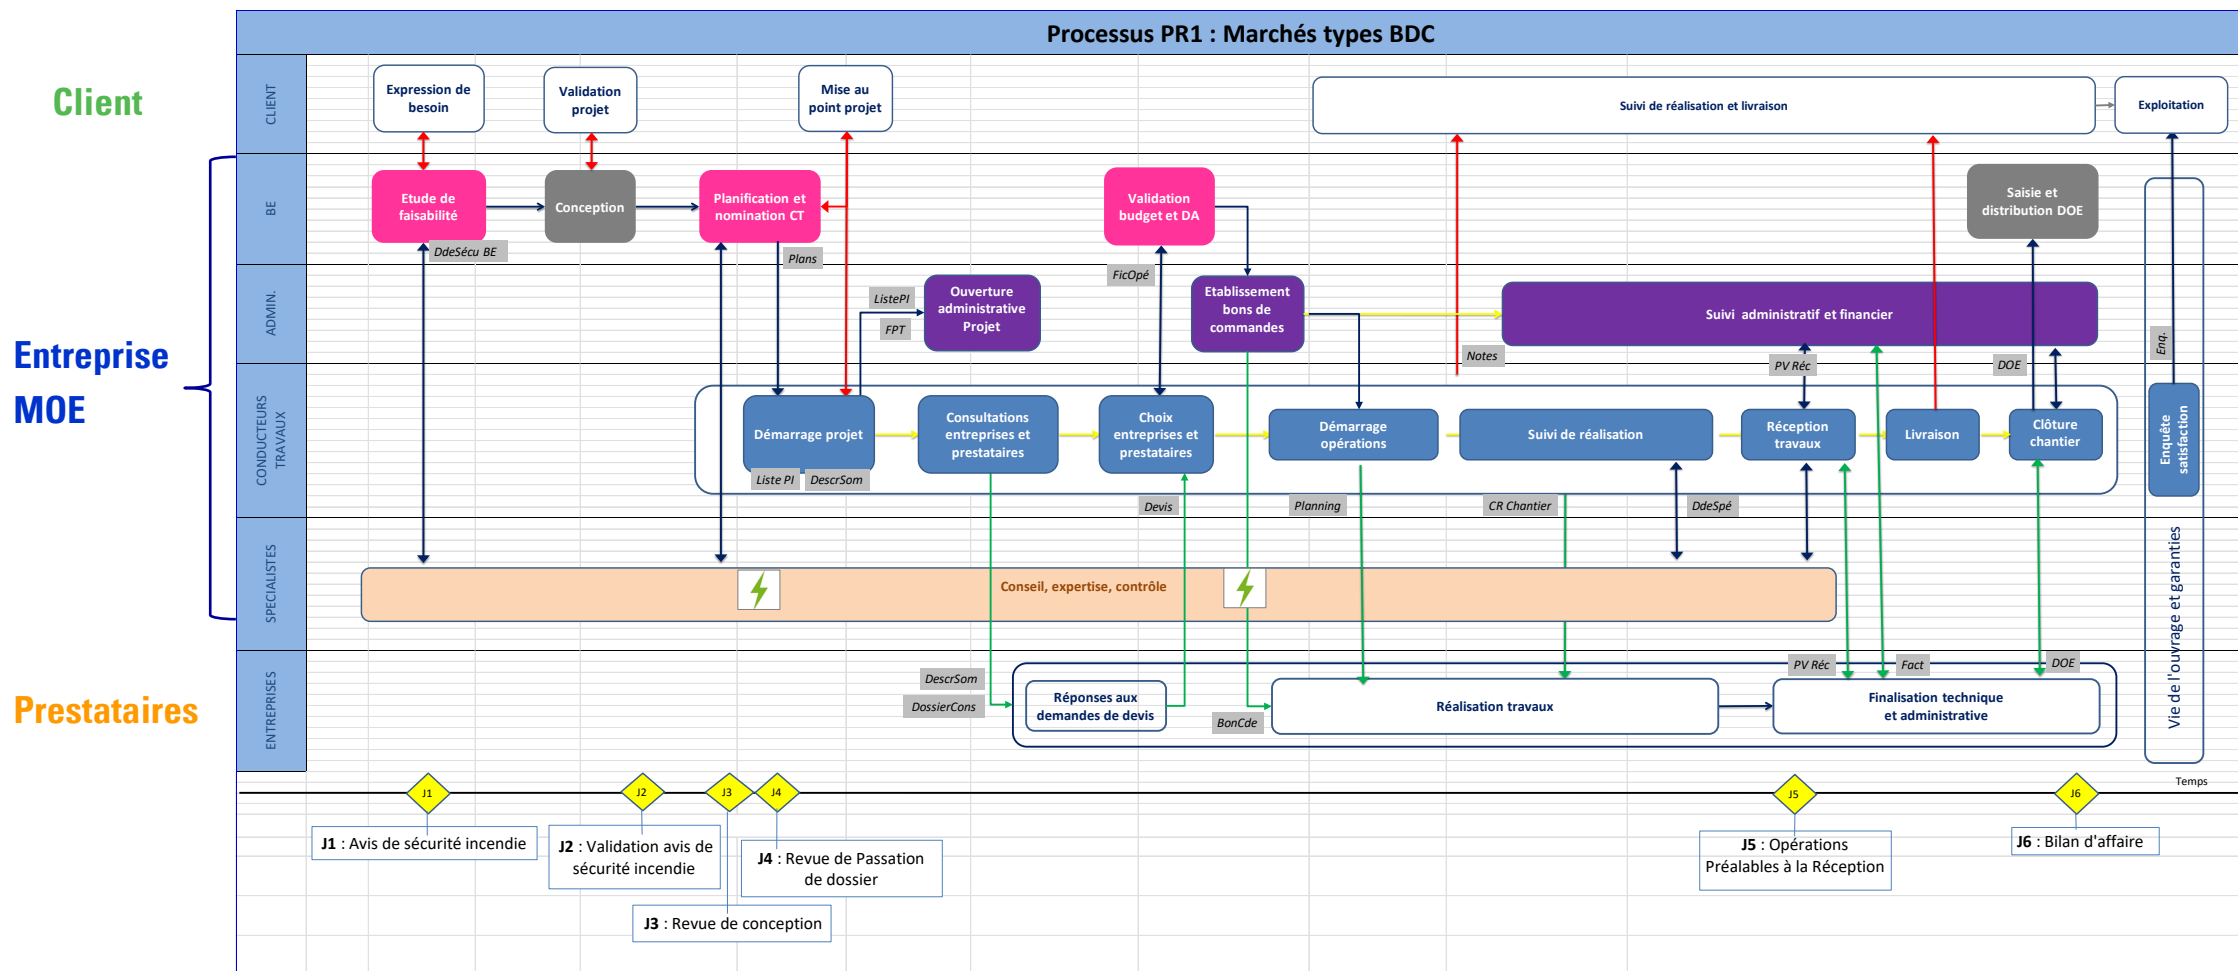 Processus PR1 : Marchés types BDC
Client
CLIENT
Expression de
besoin
Validation
projet
Mise au
point projet
Suivi de réalisation et livraison
Exploitation
BE
Etude de
faisabilité
Conception
Planification et
nomination CT
Validation
budget et DA
Saisie et
distribution DOE
DdeSécu BE
Plans
FicOpé
Entreprise
MOE
ADMIN.
ListePI
FPT
Ouverture
administrative
Projet
Etablissement
bons de
commandes
Suivi administratif et financier
Notes
PV Réc
DOE
Enq.
CONDUCTEURS
TRAVAUX
Démarrage projet
Consultations
entreprises et
prestataires
Choix
entreprises et
prestataires
Démarrage
opérations
Suivi de réalisation
Réception
travaux
Livraison
Clôture
chantier
Enquête
satisfaction
Liste PI
DescrSom
Devis
Planning
CR Chantier
DdeSpé
SPECIALISTES
Conseil, expertise, contrôle
Vie de l'ouvrage et garanties
Prestataires
ENTREPRISES
DescrSom
DossierCons
Réponses aux
demandes de devis
BonCde
Réalisation travaux
PV Réc
Fact
DOE
Finalisation technique
et administrative
Temps
J1
J2
J3
J4
J5
J6
J1 : Avis de sécurité incendie
J2 : Validation avis de
sécurité incendie
J3 : Revue de conception
J4 : Revue de Passation
de dossier
J5 : Opérations
Préalables à la Réception
J6 : Bilan d'affaire